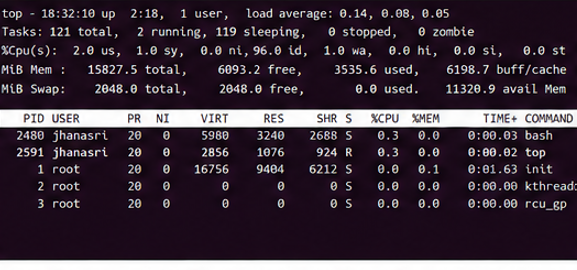 top - 18:32:10 up  2:18,  1 user,  load average: 0.14, 0.08, 0.05
Tasks: 121 total,   2 running, 119 sleeping,   0 stopped,   0 zombie
%Cpu(s):  2.0 us,  1.0 sy,  0.0 ni, 96.0 id,  1.0 wa,  0.0 hi,  0.0 si,  0.0 st
MiB Mem :   15827.5 total,    6093.2 free,    3535.6 used,    6198.7 buff/cache
MiB Swap:    2048.0 total,    2048.0 free,       0.0 used.   11320.9 avail Mem
PID USER      PR  NI    VIRT    RES    SHR S  %CPU  %MEM     TIME+ COMMAND
2480 jhanasri  20   0    5980   3240   2688 S   0.3   0.0   0:00.03 bash
2591 jhanasri  20   0    2856   1076    924 R   0.3   0.0   0:00.02 top
1 root      20   0   16756   9404   6212 S   0.0   0.1   0:01.63 init
2 root      20   0       0      0      0 S   0.0   0.0   0:00.00 kthreadd
3 root      20   0       0      0      0 S   0.0   0.0   0:00.00 rcu_gp